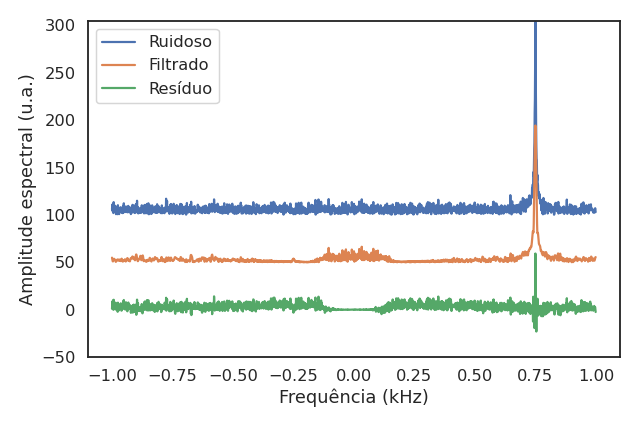 300
250
200
150
100
50
0
−50
Amplitude espectral (u.a.)
Ruidoso
Filtrado
Resíduo
−1.00 −0.75 −0.50 −0.25 0.00 0.25 0.50 0.75 1.00
Frequência (kHz)